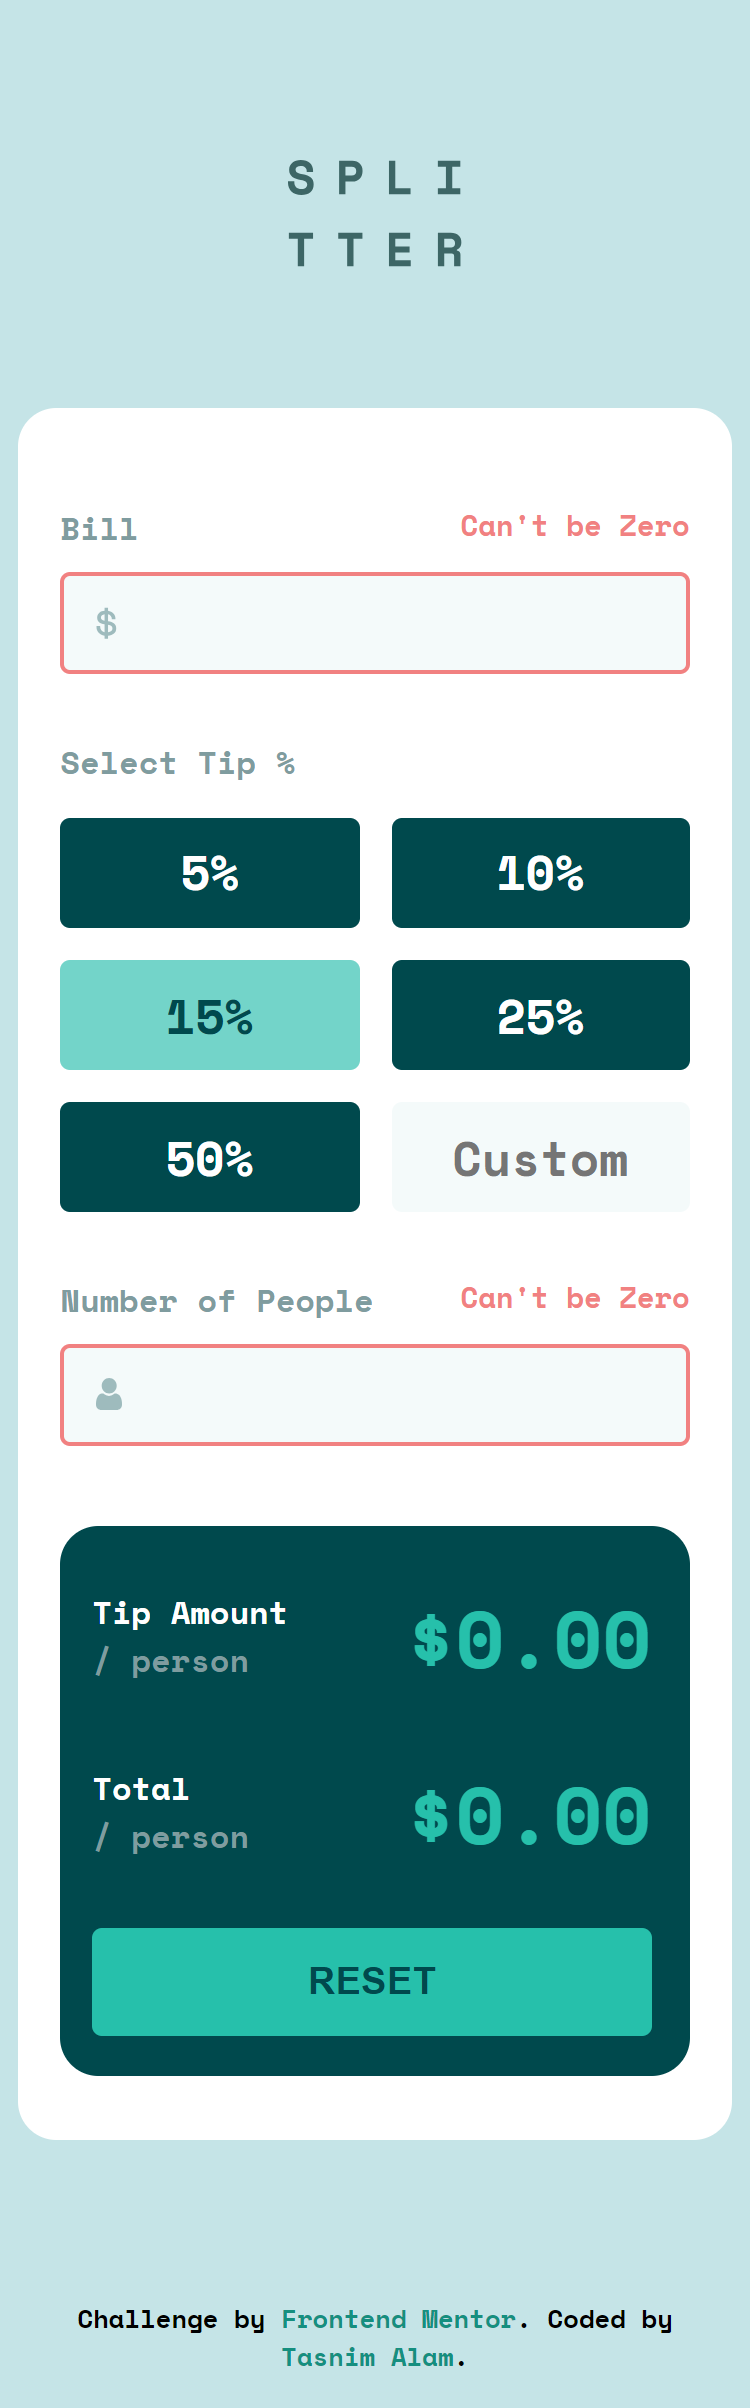 SPLI
TTER
Bill Can't be Zero
$
Select Tip %
5% 10%
15% 25%
50% Custom
Number of People Can't be Zero
Tip Amount
/ person $0.00
Total
/ person $0.00
RESET
Challenge by Frontend Mentor. Coded by
Tasnim Alam.